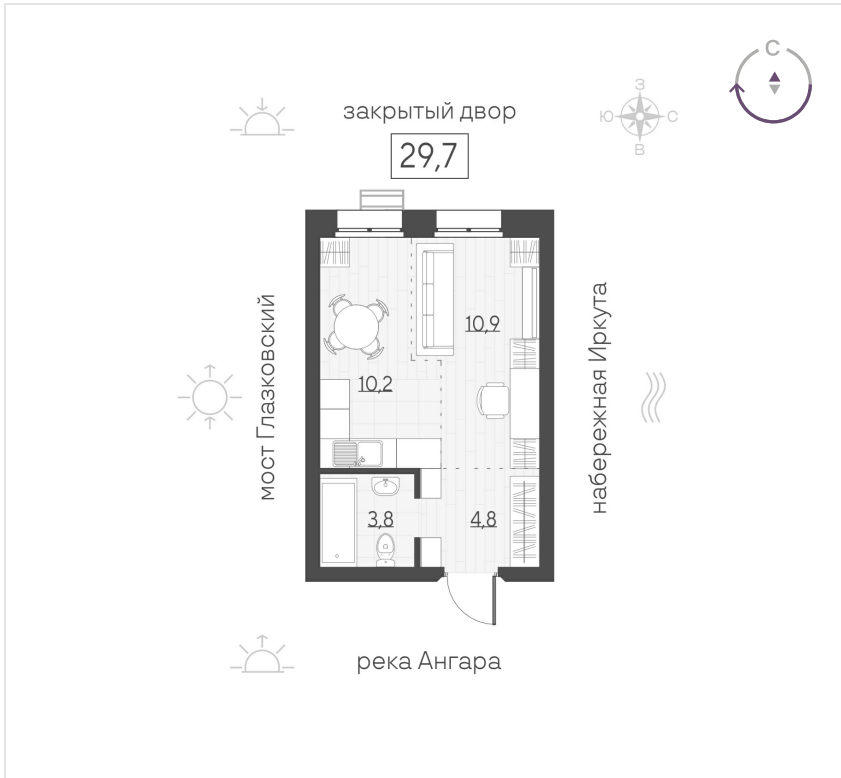 С
закрытый двор
З
Ю
С
В
29,7
мост Глазковский
набережная Иркута
10,9
10,2
3,8
4,8
река Ангара